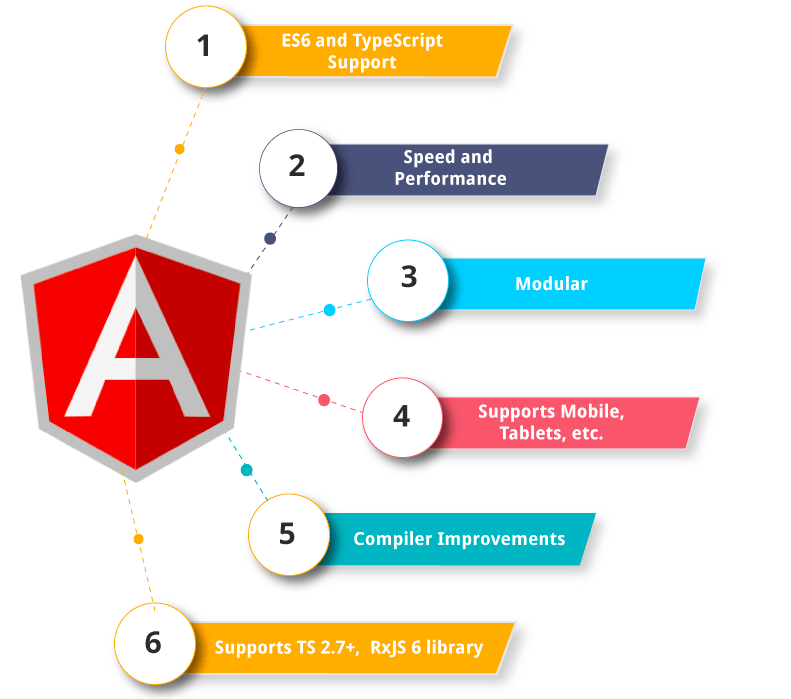 1
ES6 and TypeScript
Support
2
Speed and
Performance
3
Modular
A
4
Supports Mobile,
Tablets, etc.
5
Compiler Improvements
6
Supports TS 2.7+, RxJS 6 library